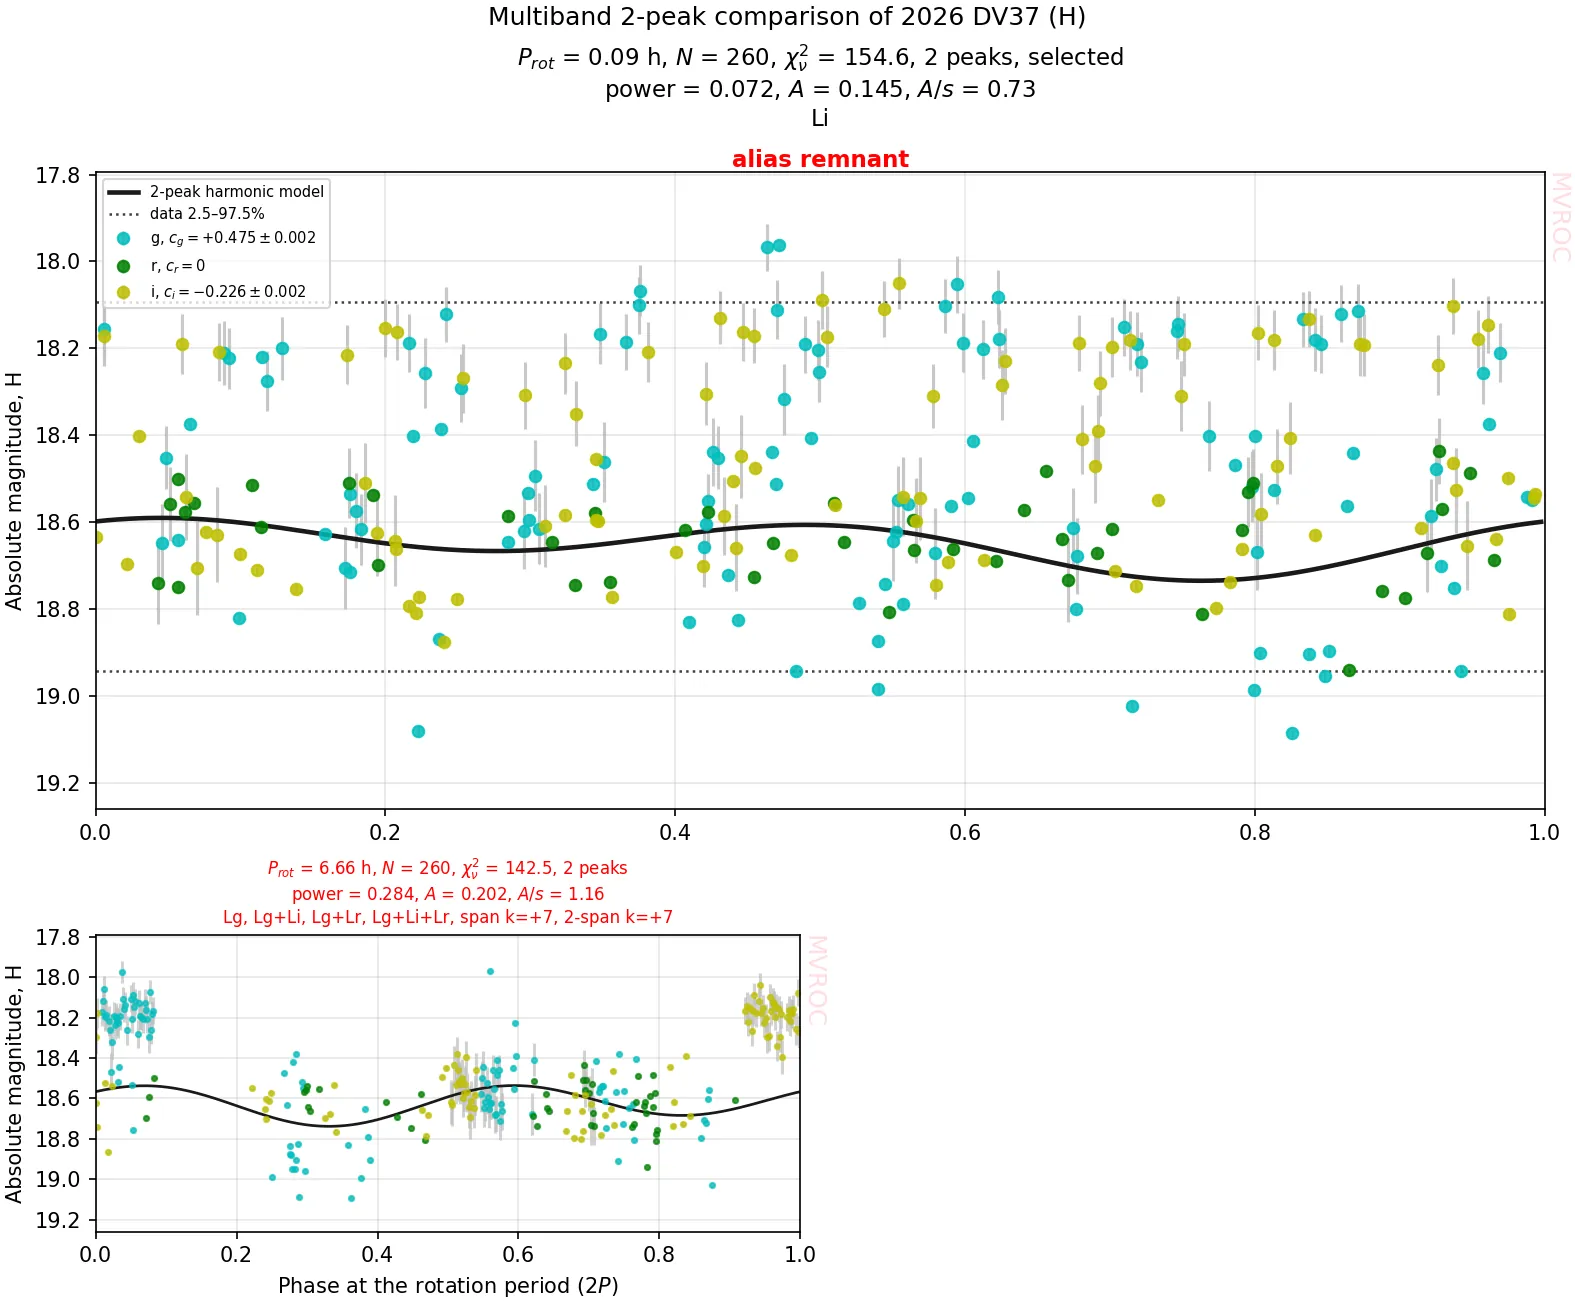 Multiband 2-peak comparison of 2026 DV37 (H)
P_rot = 0.09 h, N = 260, χ²_ν = 154.6, 2 peaks, selected
power = 0.072, A = 0.145, A/s = 0.73
Li
alias remnant
17.8
18.0
18.2
18.4
18.6
18.8
19.0
19.2
Absolute magnitude, H
2-peak harmonic model
data 2.5–97.5%
g, c_g = +0.475 ± 0.002
r, c_r = 0
i, c_i = −0.226 ± 0.002
MVROC
0.0 0.2 0.4 0.6 0.8 1.0
P_rot = 6.66 h, N = 260, χ²_ν = 142.5, 2 peaks
power = 0.284, A = 0.202, A/s = 1.16
Lg, Lg+Li, Lg+Lr, Lg+Li+Lr, span k=+7, 2-span k=+7
17.8
18.0
18.2
18.4
18.6
18.8
19.0
19.2
Absolute magnitude, H
MVROC
0.0 0.2 0.4 0.6 0.8 1.0
Phase at the rotation period (2P)